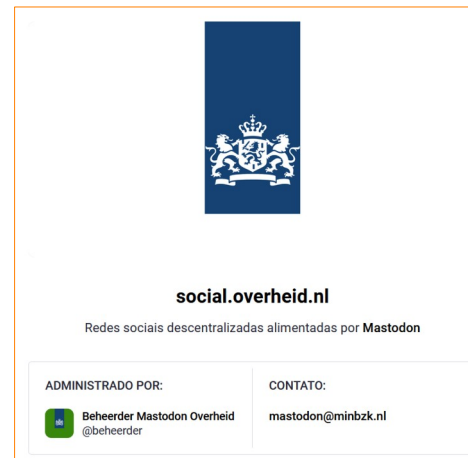 social.overheid.nl
Redes sociais descentralizadas alimentadas por Mastodon
ADMINISTRADO POR:
Beheerder Mastodon Overheid
@beheerder
CONTATO:
mastodon@minbzk.nl